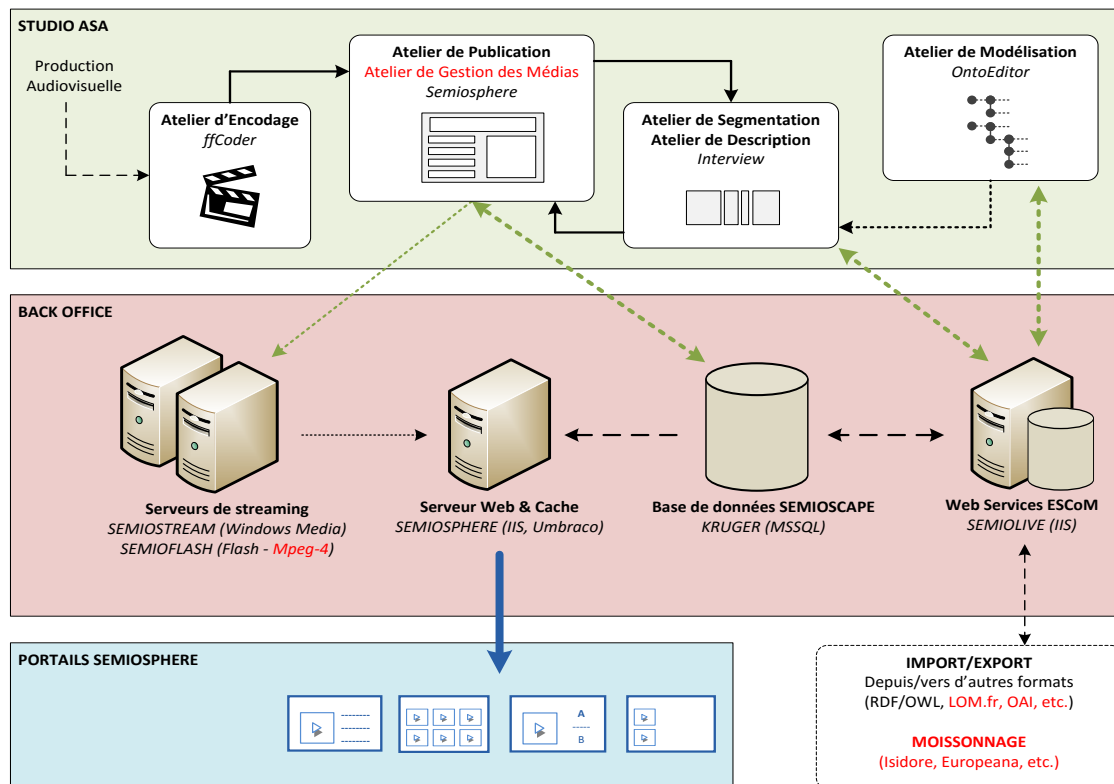 STUDIO ASA
Production
Audiovisuelle
Atelier d'Encodage
ffCoder
Atelier de Publication
Atelier de Gestion des Médias
Semiosphere
Atelier de Segmentation
Atelier de Description
Interview
Atelier de Modélisation
OntoEditor
BACK OFFICE
Serveurs de streaming
SEMIOSTREAM (Windows Media)
SEMIOFLASH (Flash - Mpeg-4)
Serveur Web & Cache
SEMIOSPHERE (IIS, Umbraco)
Base de données SEMIOSCAPE
KRUGER (MSSQL)
Web Services ESCoM
SEMIOLIVE (IIS)
PORTAILS SEMIOSPHERE
A
B
IMPORT/EXPORT
Depuis/vers d'autres formats
(RDF/OWL, LOM.fr, OAI, etc.)
MOISSONNAGE
(Isidore, Europeana, etc.)